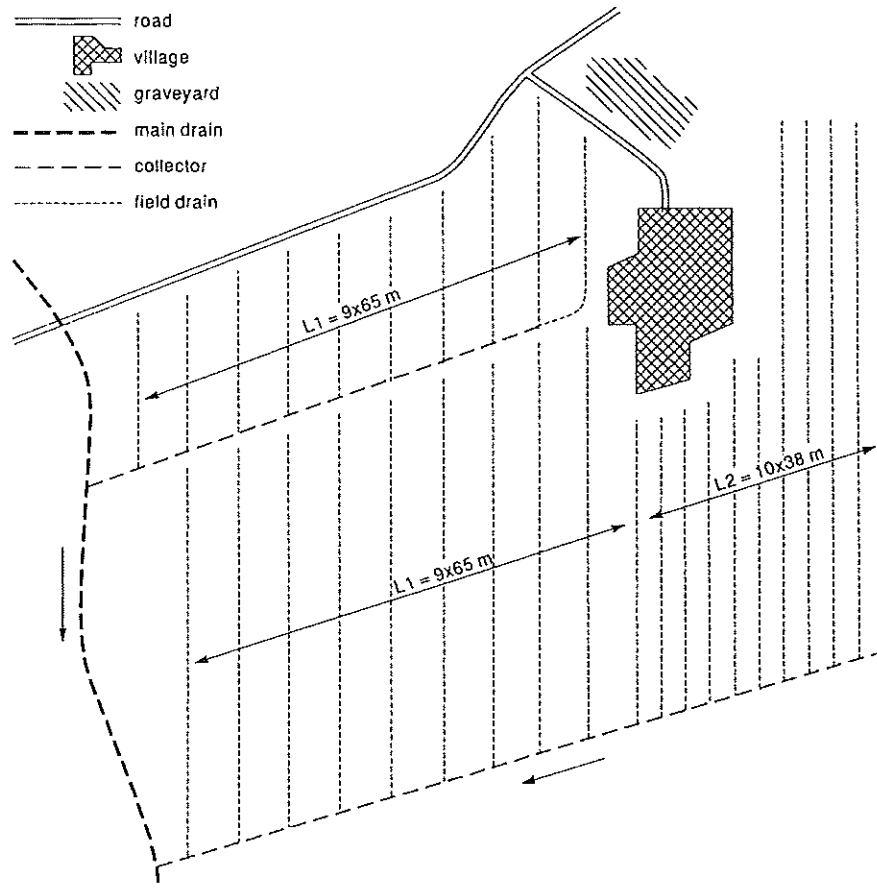 road
village
graveyard
main drain
collector
field drain
L1 = 9x65 m
L2 = 10x38 m
L1 = 9x65 m